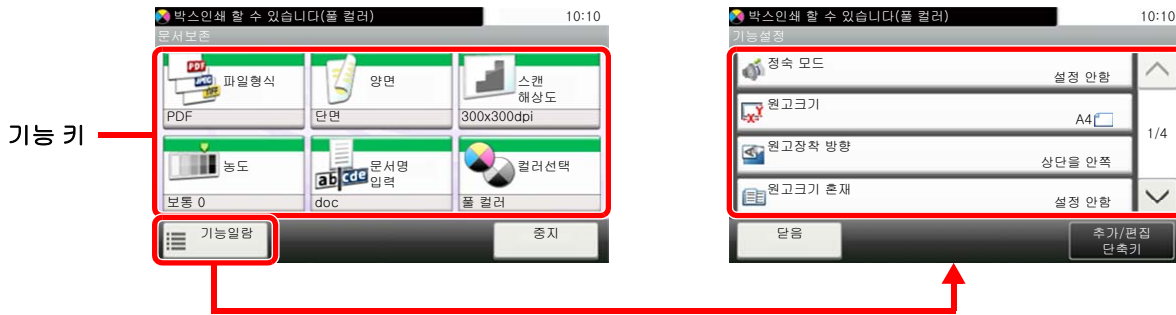 박스인쇄 할 수 있습니다(풀 컬러) 10:10
문서보존
PDF
JPEG
TIFF
파일형식
PDF
양면
단면
스캔
해상도
300x300dpi
기능 키
농도
보통 0
ab cde
문서명
입력
doc
컬러선택
풀 컬러
기능일람
중지
박스인쇄 할 수 있습니다(풀 컬러) 10:10
기능설정
정숙 모드
설정 안함
원고크기
A4
1/4
원고장착 방향
상단을 안쪽
원고크기 혼재
설정 안함
닫음
추가/편집
단축키